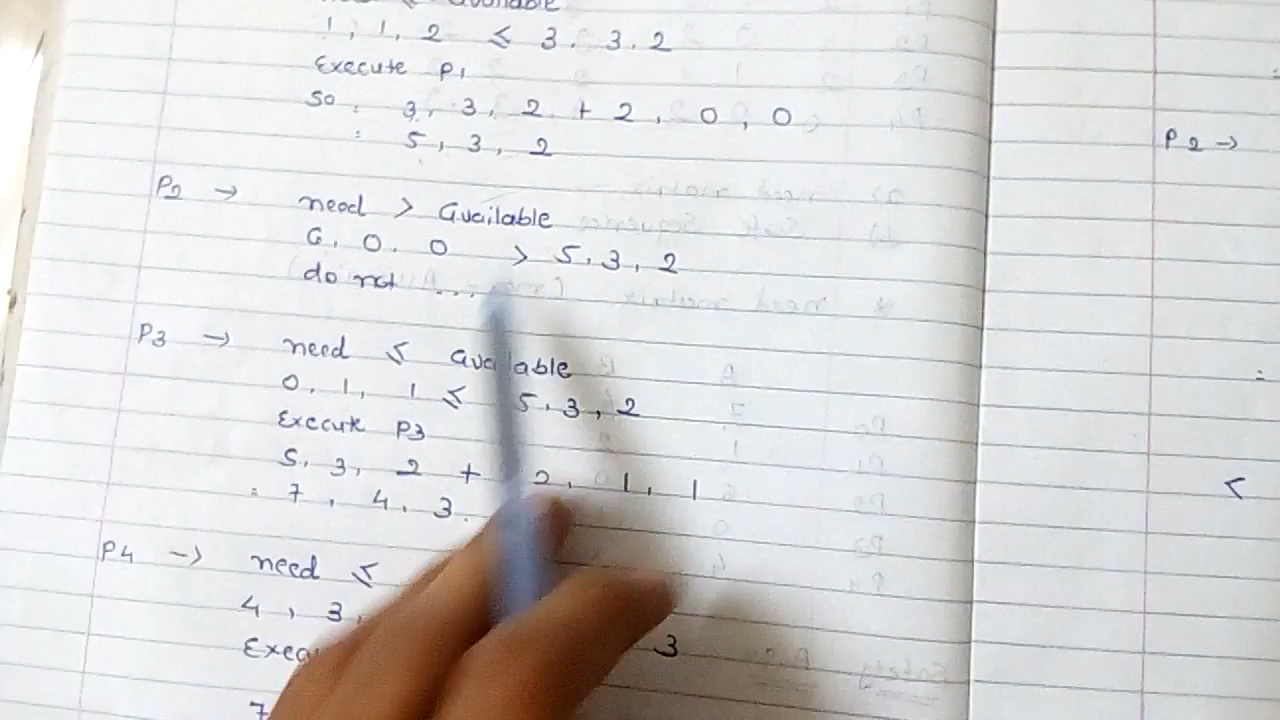 available
1, 1, 2 ≤ 3, 3, 2
Execute P1
so = 3, 3, 2 + 2, 0, 0
= 5, 3, 2
P2 → need > available
6, 0, 0 > 5, 3, 2
do not ...
P3 → need ≤ available
0, 1, 1 ≤ 5, 3, 2
Execute P3
5, 3, 2 + 2, 1, 1
= 7, 4, 3.
P4 → need ≤
4, 3,
3
7
P2 →
=
<